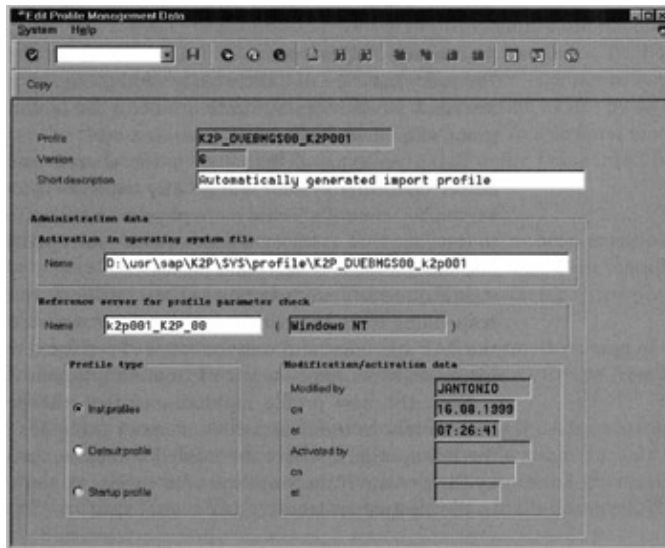 Edit Profile Management Data
System Help
Copy
Profile K2P_DUEBMGS00_K2P001
Version 6
Short description Automatically generated import profile
Administration data
Activation in operating system file
Name D:\usr\sap\K2P\SYS\profile\K2P_DUEBMGS00_k2p001
Reference server for profile parameter check
Name k2p001_K2P_00 ( Windows NT )
Profile type
Modification/activation data
Modified by JANTONIO
Inst.profiles
on 16.08.1999
at 07:26:41
Default profile
Activated by
on
Startup profile
at